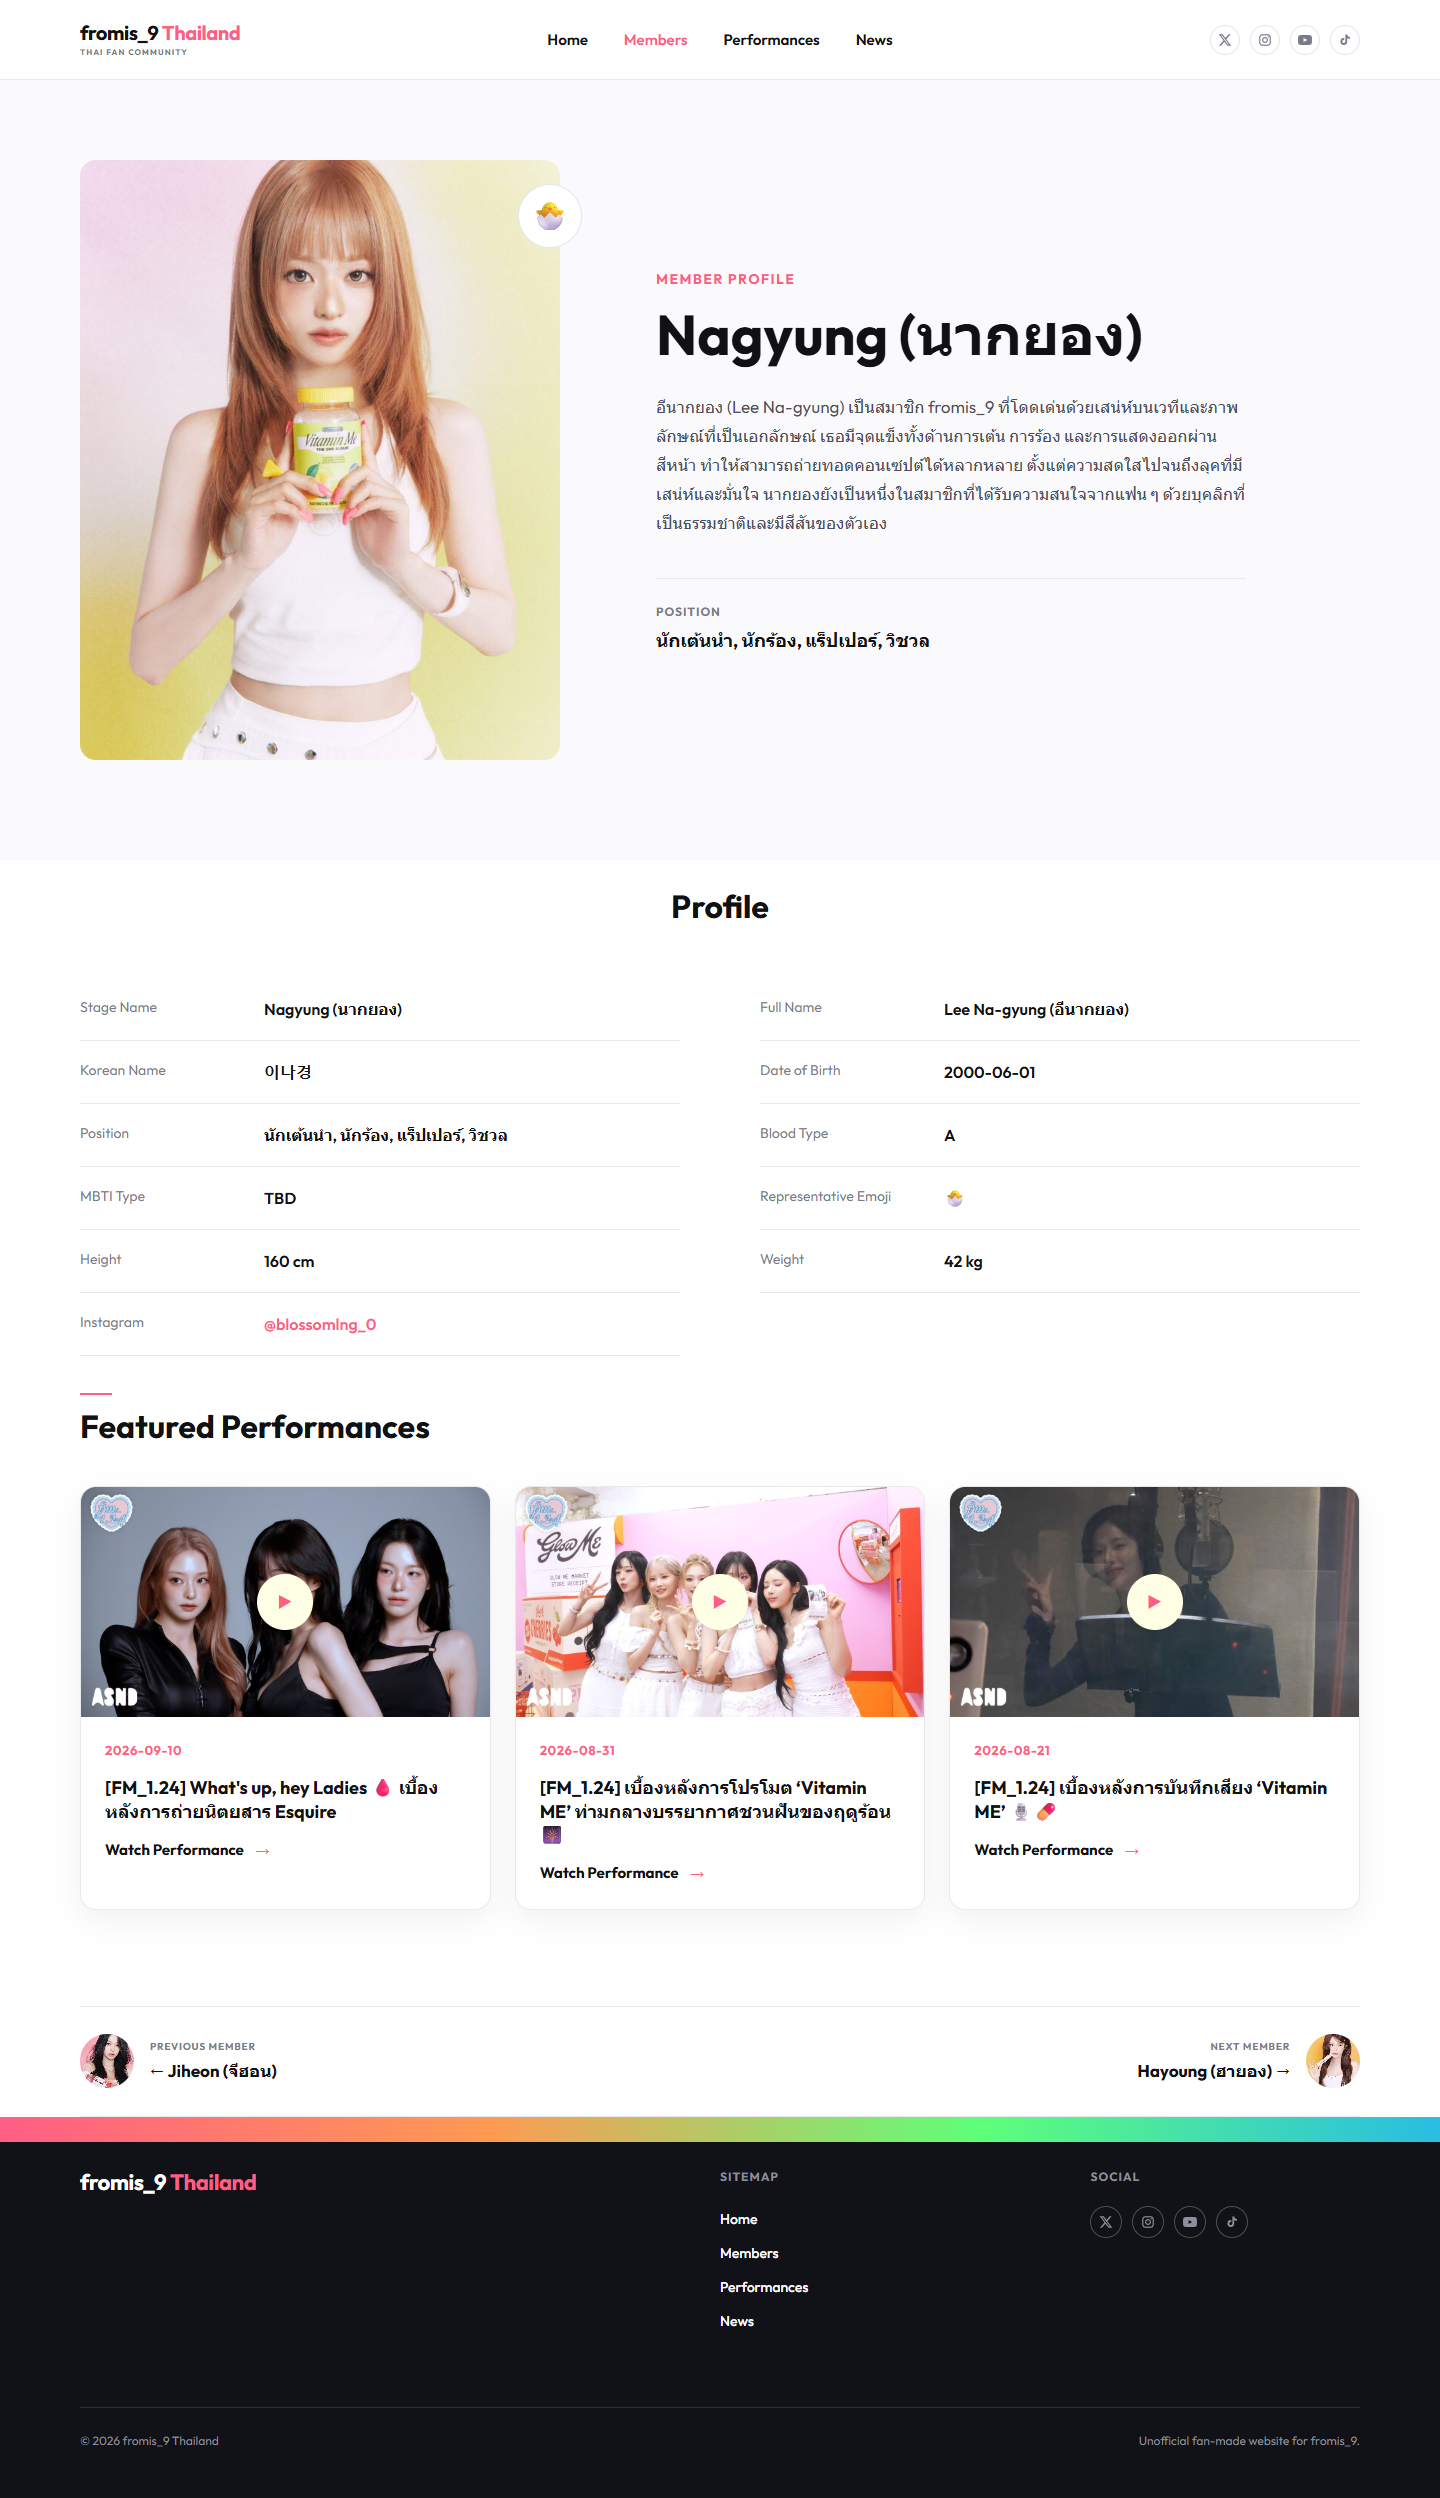 fromis_9 Thailand
THAI FAN COMMUNITY
Home
Members
Performances
News
Vitamin Me
MEMBER PROFILE
Nagyung (นากยอง)
อีนากยอง (Lee Na-gyung) เป็นสมาชิก fromis_9 ที่โดดเด่นด้วยเสน่ห์บนเวทีและภาพ
ลักษณ์ที่เป็นเอกลักษณ์ เธอมีจุดแข็งทั้งด้านการเต้น การร้อง และการแสดงออกผ่าน
สีหน้า ทำให้สามารถถ่ายทอดคอนเซปต์ได้หลากหลาย ตั้งแต่ความสดใสไปจนถึงลุคที่มี
เสน่ห์และมั่นใจ นากยองยังเป็นหนึ่งในสมาชิกที่ได้รับความสนใจจากแฟน ๆ ด้วยบุคลิกที่
เป็นธรรมชาติและมีสีสันของตัวเอง
POSITION
นักเต้นนำ, นักร้อง, แร็ปเปอร์, วิชวล
Profile
Stage Name
Nagyung (นากยอง)
Full Name
Lee Na-gyung (อีนากยอง)
Korean Name
이나경
Date of Birth
2000-06-01
Position
นักเต้นนำ, นักร้อง, แร็ปเปอร์, วิชวล
Blood Type
A
MBTI Type
TBD
Representative Emoji
🐣
Height
160 cm
Weight
42 kg
Instagram
@blossomlng_0
Featured Performances
ASND
Glow ME
GLOW ME MARKET
STORE RECEIPT
CHERRIES
ASND
ASND
2026-09-10
[FM_1.24] What's up, hey Ladies 🩸 เบื้อง
หลังการถ่ายนิตยสาร Esquire
Watch Performance →
2026-08-31
[FM_1.24] เบื้องหลังการโปรโมต ‘Vitamin
ME’ ท่ามกลางบรรยากาศชวนฝันของฤดูร้อน
🎆
Watch Performance →
2026-08-21
[FM_1.24] เบื้องหลังการบันทึกเสียง ‘Vitamin
ME’ 🎙️ 💊
Watch Performance →
PREVIOUS MEMBER
← Jiheon (จีฮอน)
NEXT MEMBER
Hayoung (ฮายอง) →
fromis_9 Thailand
SITEMAP
Home
Members
Performances
News
SOCIAL
© 2026 fromis_9 Thailand
Unofficial fan-made website for fromis_9.